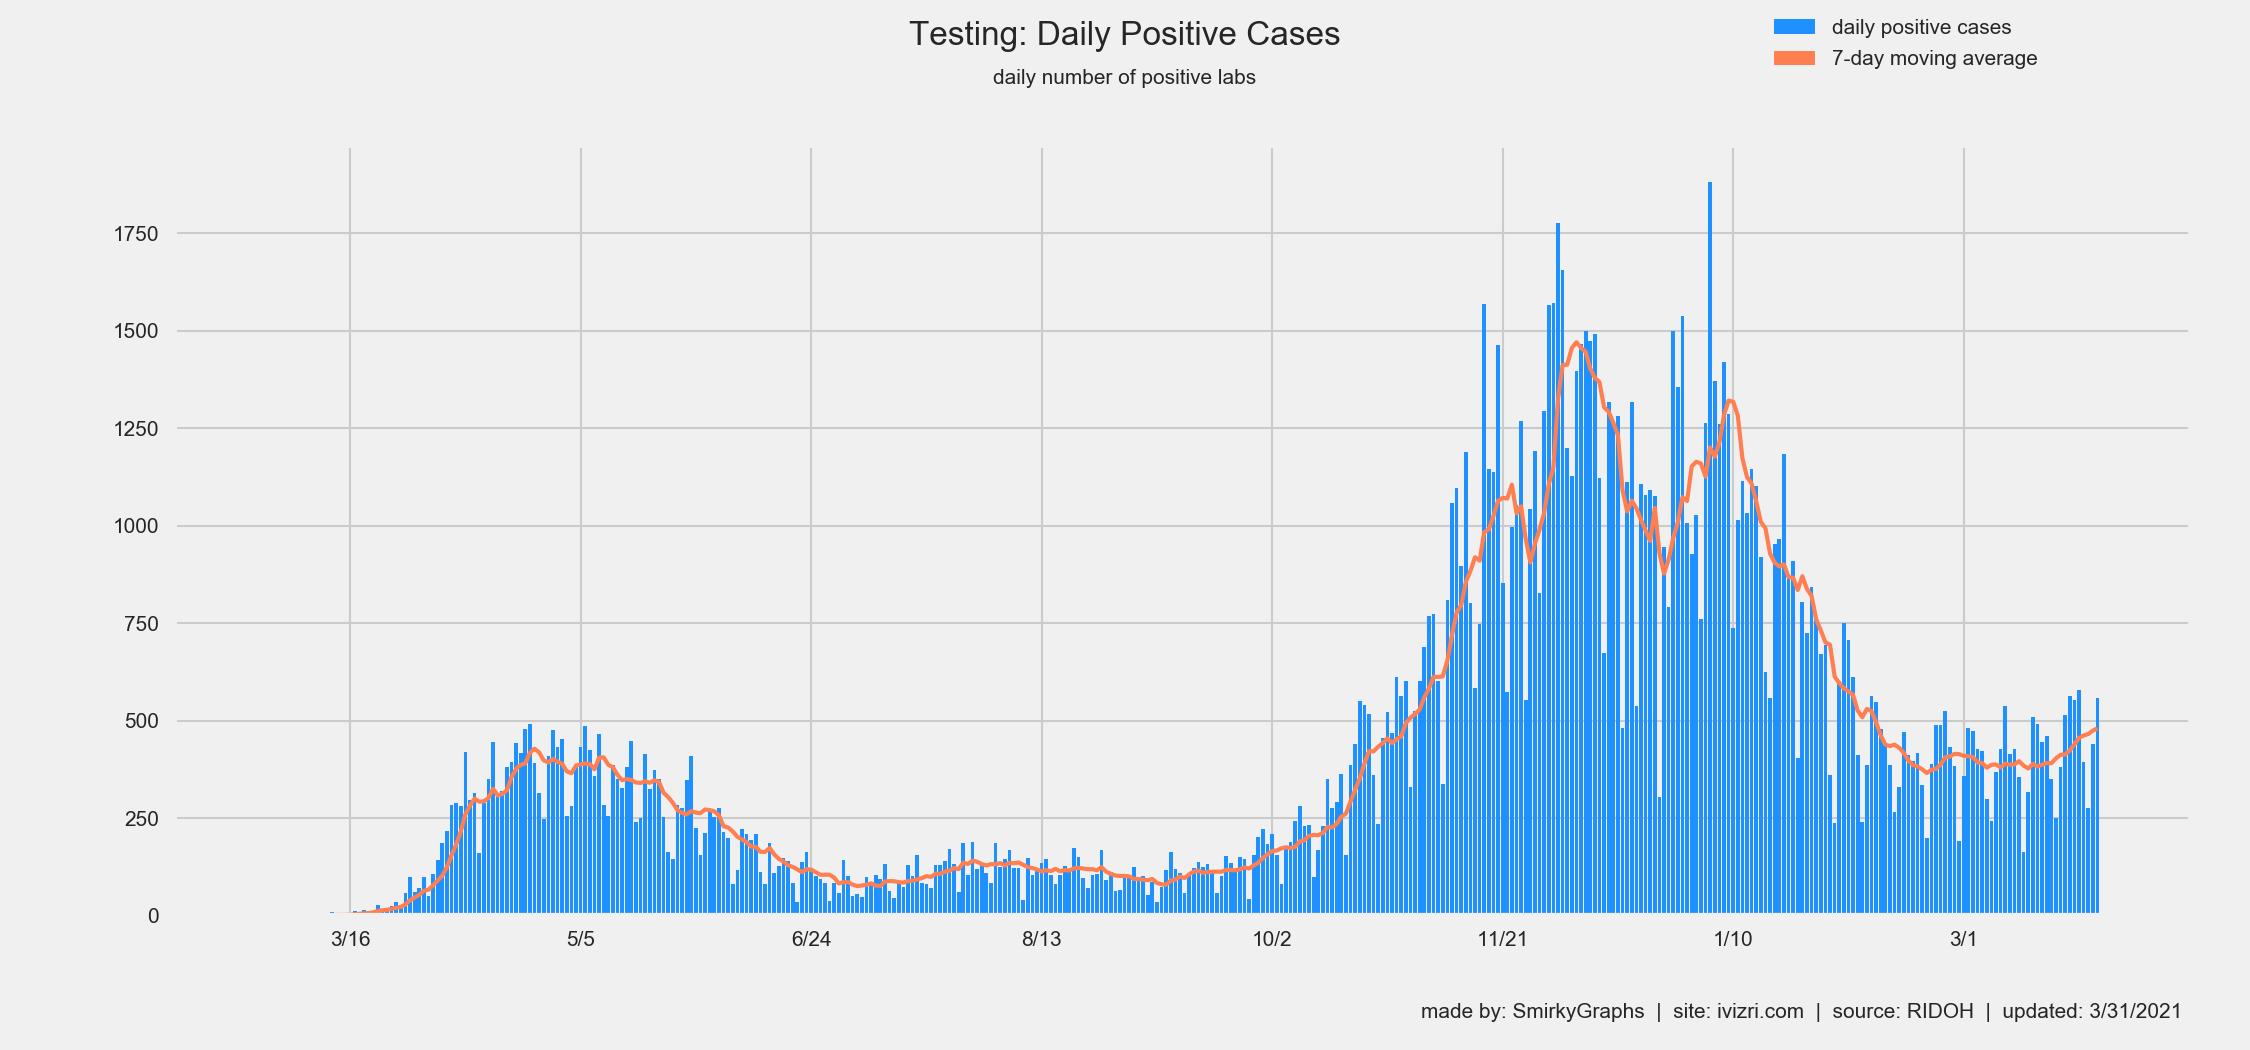 Testing: Daily Positive Cases
daily number of positive labs
daily positive cases
7-day moving average
1750
1500
1250
1000
750
500
250
0
3/16 5/5 6/24 8/13 10/2 11/21 1/10 3/1
made by: SmirkyGraphs | site: ivizri.com | source: RIDOH | updated: 3/31/2021